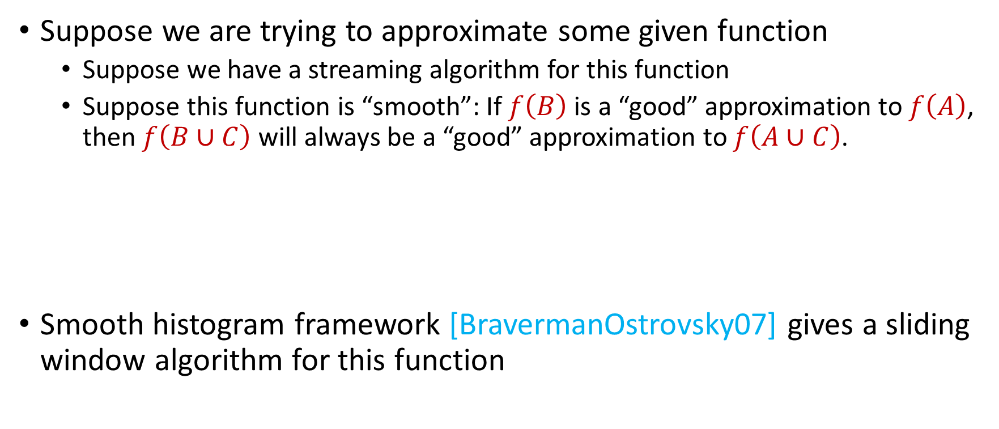 • Suppose we are trying to approximate some given function
• Suppose we have a streaming algorithm for this function
• Suppose this function is “smooth”: If f(B) is a “good” approximation to f(A),
then f(B ∪ C) will always be a “good” approximation to f(A ∪ C).
• Smooth histogram framework [BravermanOstrovsky07] gives a sliding
window algorithm for this function